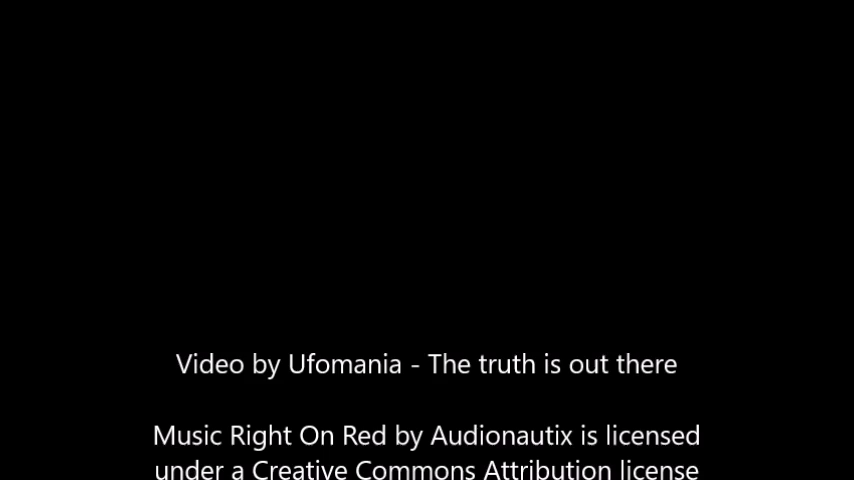 Video by Ufomania - The truth is out there
Music Right On Red by Audionautix is licensed
under a Creative Commons Attribution license